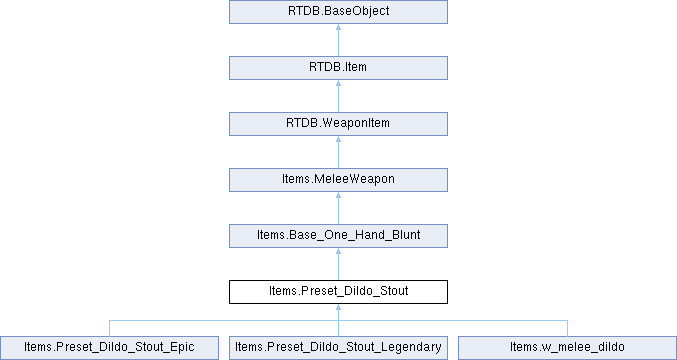 RTDB.BaseObject
RTDB.Item
RTDB.WeaponItem
Items.MeleeWeapon
Items.Base_One_Hand_Blunt
Items.Preset_Dildo_Stout
Items.Preset_Dildo_Stout_Epic
Items.Preset_Dildo_Stout_Legendary
Items.w_melee_dildo